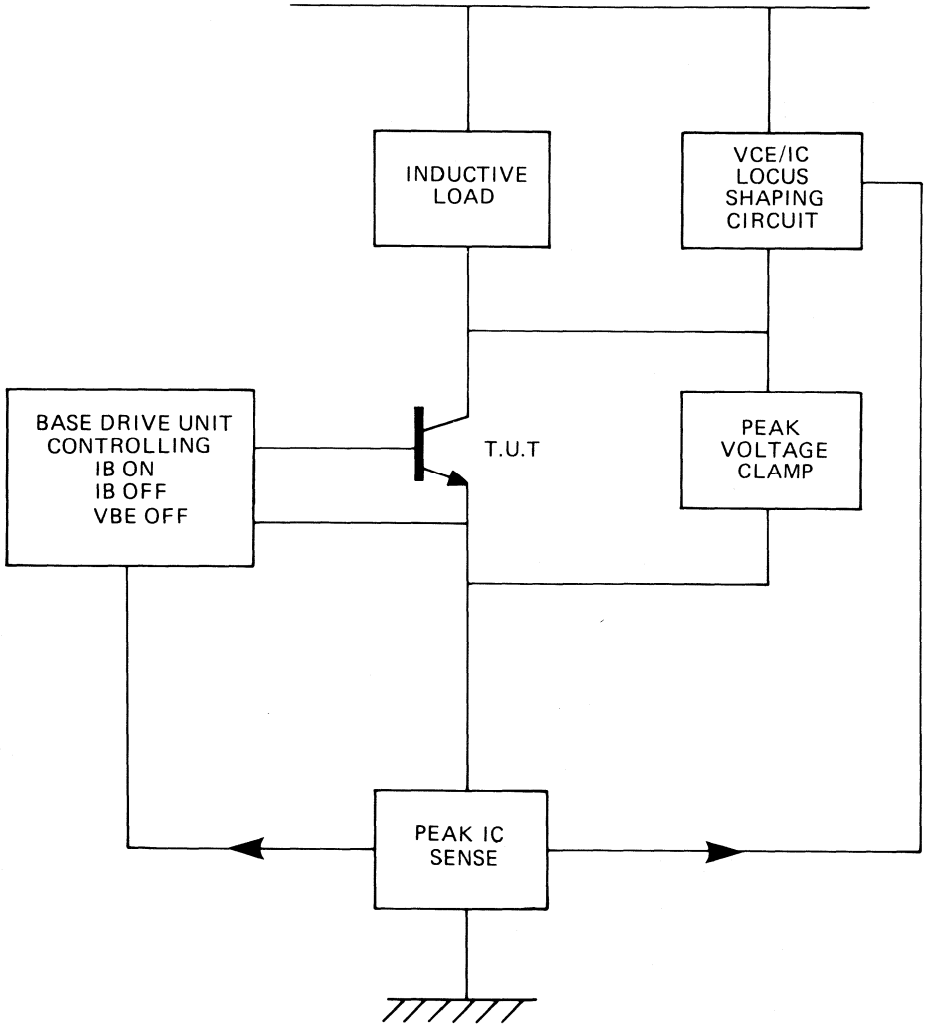 INDUCTIVE
LOAD
VCE/IC
LOCUS
SHAPING
CIRCUIT
BASE DRIVE UNIT
CONTROLLING
IB ON
IB OFF
VBE OFF
T.U.T
PEAK
VOLTAGE
CLAMP
PEAK IC
SENSE